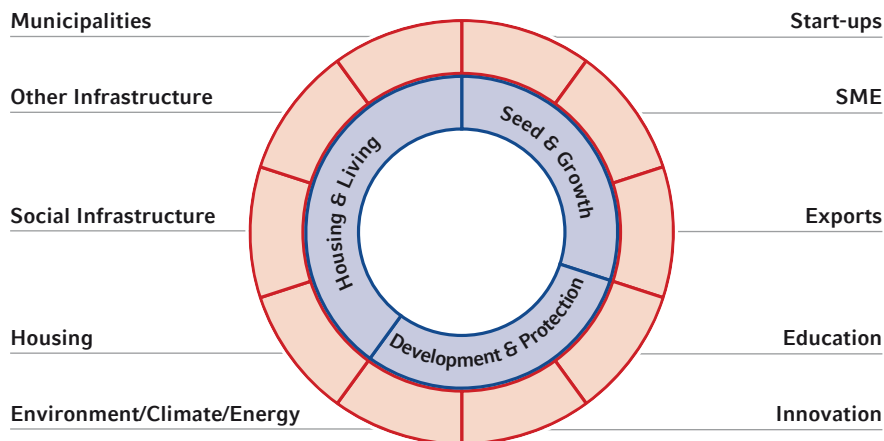 Municipalities
Start-ups
Other Infrastructure
SME
Social Infrastructure
Exports
Housing
Education
Environment/Climate/Energy
Innovation
Housing & Living
Seed & Growth
Development & Protection